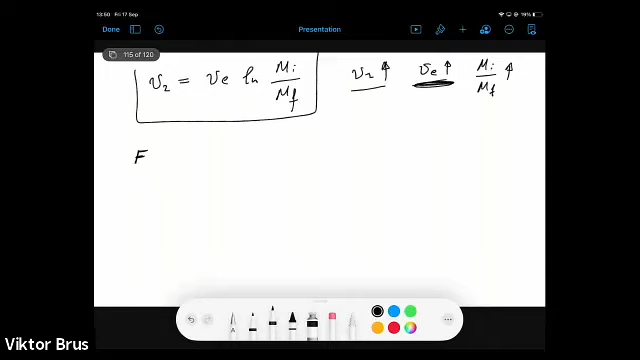 13:50 Fri 17 Sep 19%
Done Presentation
115 of 120
v₂ = ve ln Mi/Mf v₂ ↑ ve ↑ Mi/Mf ↑
F
A
Viktor Brus